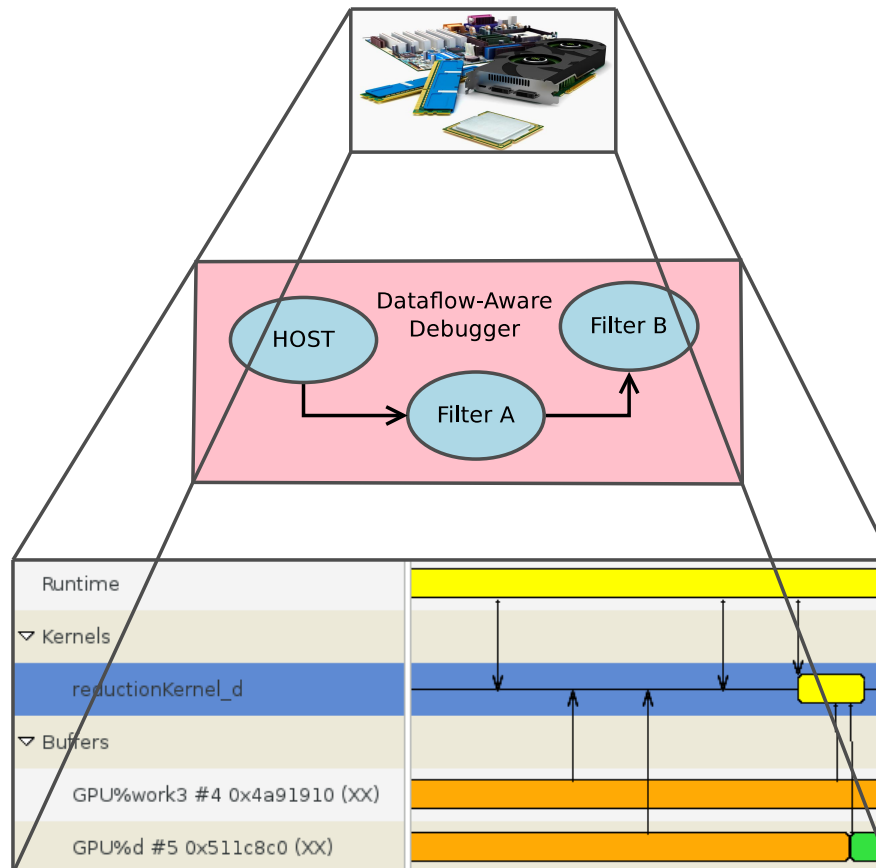 Dataflow-Aware
Debugger
HOST
Filter B
Filter A
Runtime
Kernels
reductionKernel_d
Buffers
GPU%work3 #4 0x4a91910 (XX)
GPU%d #5 0x511c8c0 (XX)